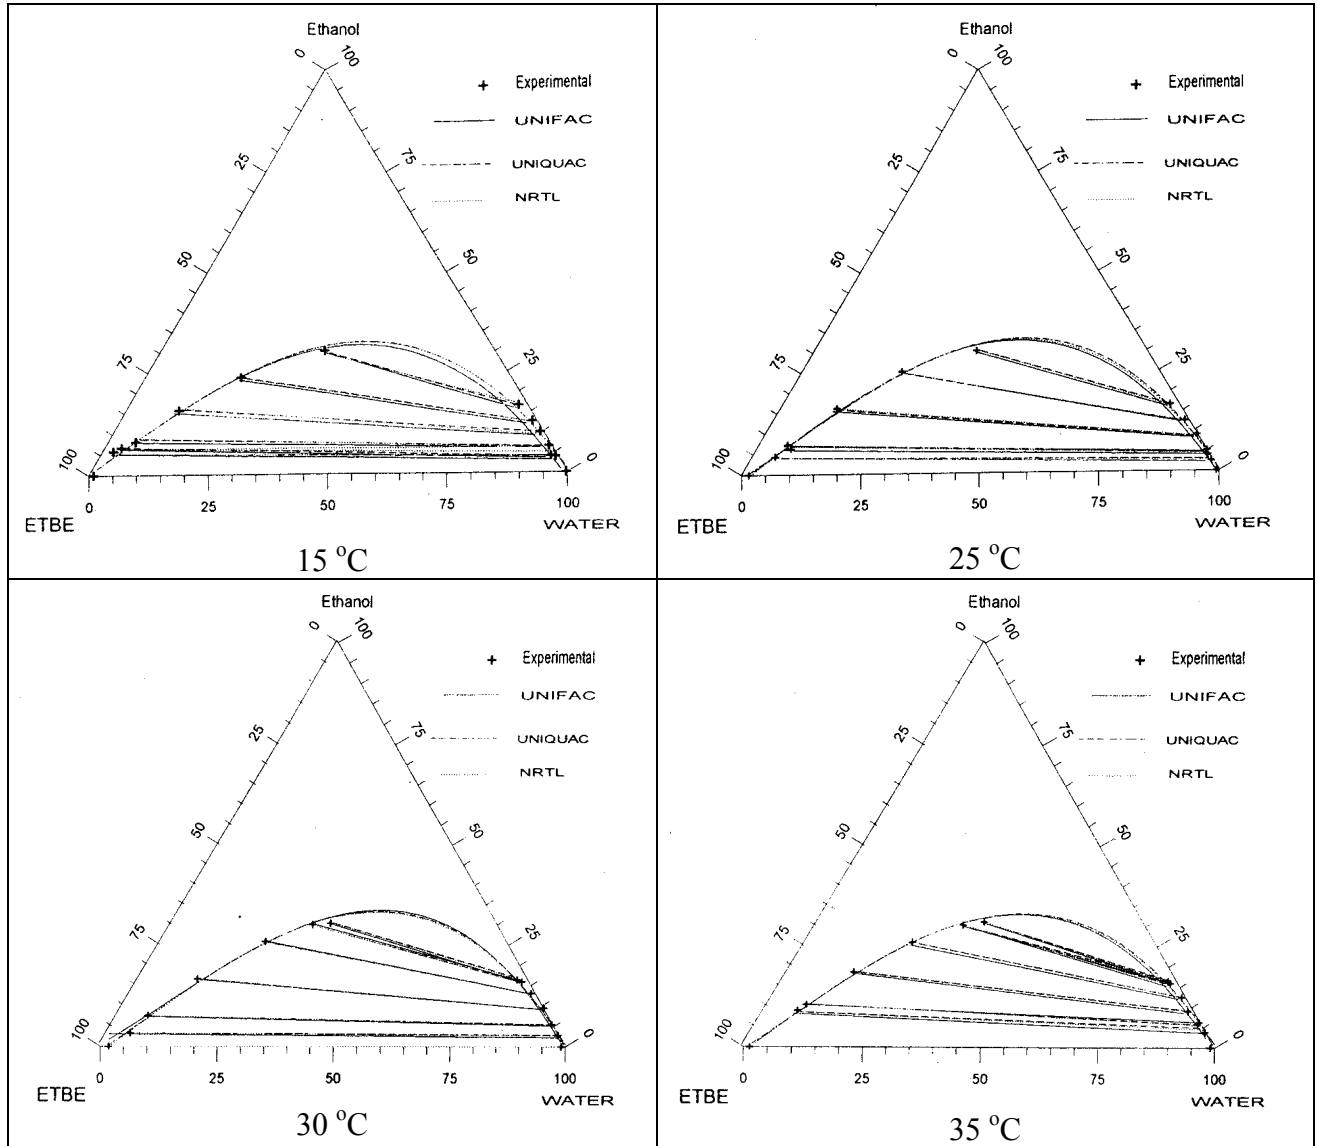 Ethanol
0 100
Experimental
UNIFAC
25 75
UNIQUAC
NRTL
50 50
75 25
100 0
0 25 50 75 100
ETBE WATER
15 °C
Ethanol
0 100
Experimental
UNIFAC
25 75
UNIQUAC
NRTL
50 50
75 25
100 0
0 25 50 75 100
ETBE WATER
25 °C
Ethanol
0 100
Experimental
UNIFAC
25 75
UNIQUAC
NRTL
50 50
75 25
100 0
0 25 50 75 100
ETBE WATER
30 °C
Ethanol
0 100
Experimental
UNIFAC
25 75
UNIQUAC
NRTL
50 50
75 25
100 0
0 25 50 75 100
ETBE WATER
35 °C